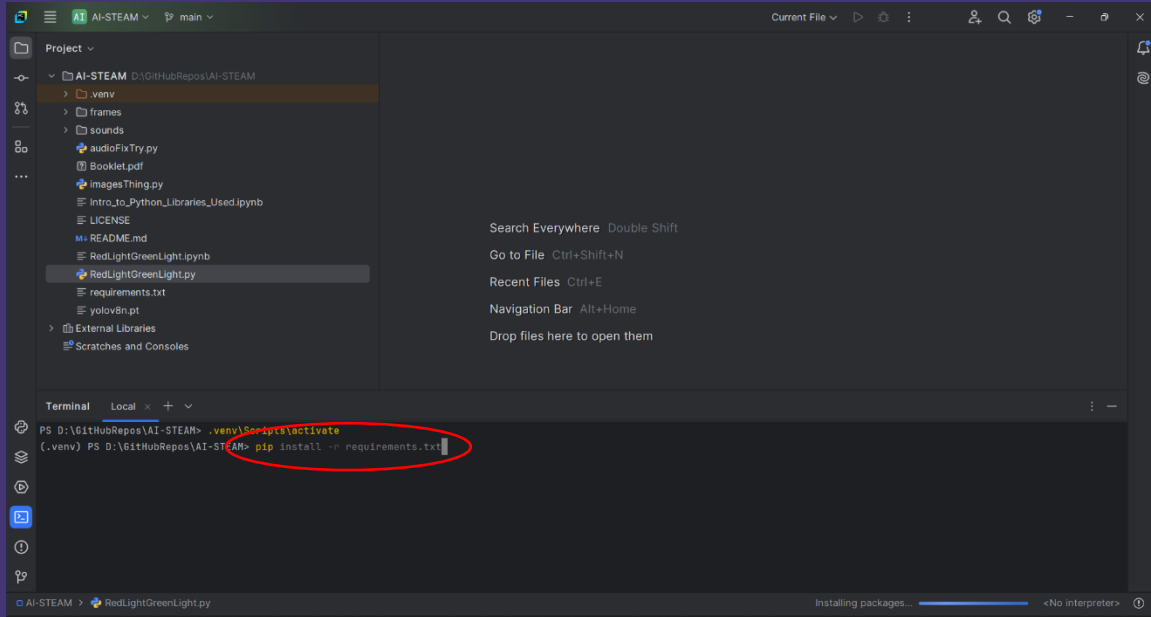 AI AI-STEAM main Current File
Project
AI-STEAM D:\GitHubRepos\AI-STEAM
.venv
frames
sounds
audioFixTry.py
Booklet.pdf
imagesThing.py
Intro_to_Python_Libraries_Used.ipynb
LICENSE
M↓ README.md
RedLightGreenLight.ipynb
RedLightGreenLight.py
requirements.txt
yolov8n.pt
External Libraries
Scratches and Consoles
Search Everywhere Double Shift
Go to File Ctrl+Shift+N
Recent Files Ctrl+E
Navigation Bar Alt+Home
Drop files here to open them
Terminal Local
PS D:\GitHubRepos\AI-STEAM> .venv\Scripts\activate
(.venv) PS D:\GitHubRepos\AI-STEAM> pip install -r requirements.txt
AI-STEAM > RedLightGreenLight.py Installing packages... <No interpreter>